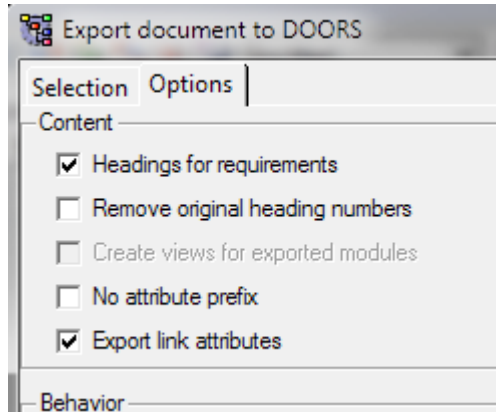 Export document to DOORS
Selection Options
Content
Headings for requirements
Remove original heading numbers
Create views for exported modules
No attribute prefix
Export link attributes
Behavior